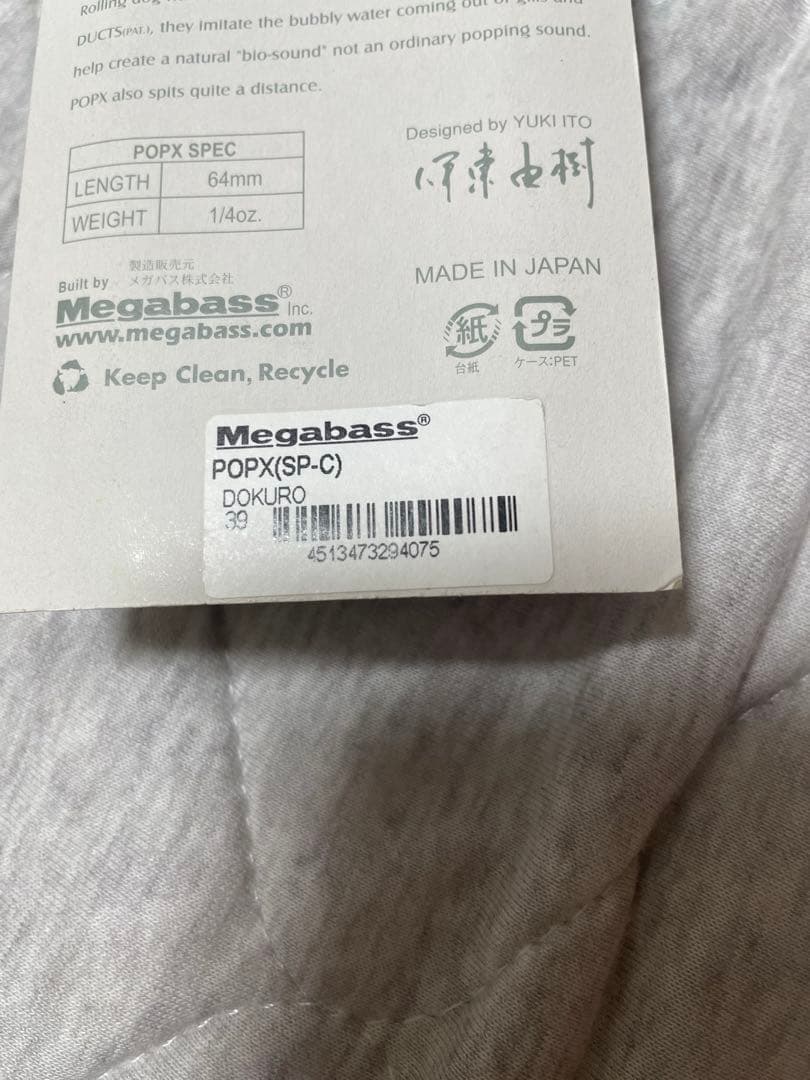 Rolling
DUCTS(PAT.), they imitate the bubbly water coming out of gills and
help create a natural "bio-sound" not an ordinary popping sound.
POPX also spits quite a distance.
POPX SPEC
LENGTH 64mm
WEIGHT 1/4oz.
Designed by YUKI ITO
伊東由樹
製造販売元
Built by メガバス株式会社
Megabass® Inc.
www.megabass.com
Keep Clean, Recycle
MADE IN JAPAN
紙 プラ
台紙 ケース:PET
Megabass®
POPX(SP-C)
DOKURO
39
4513473294075